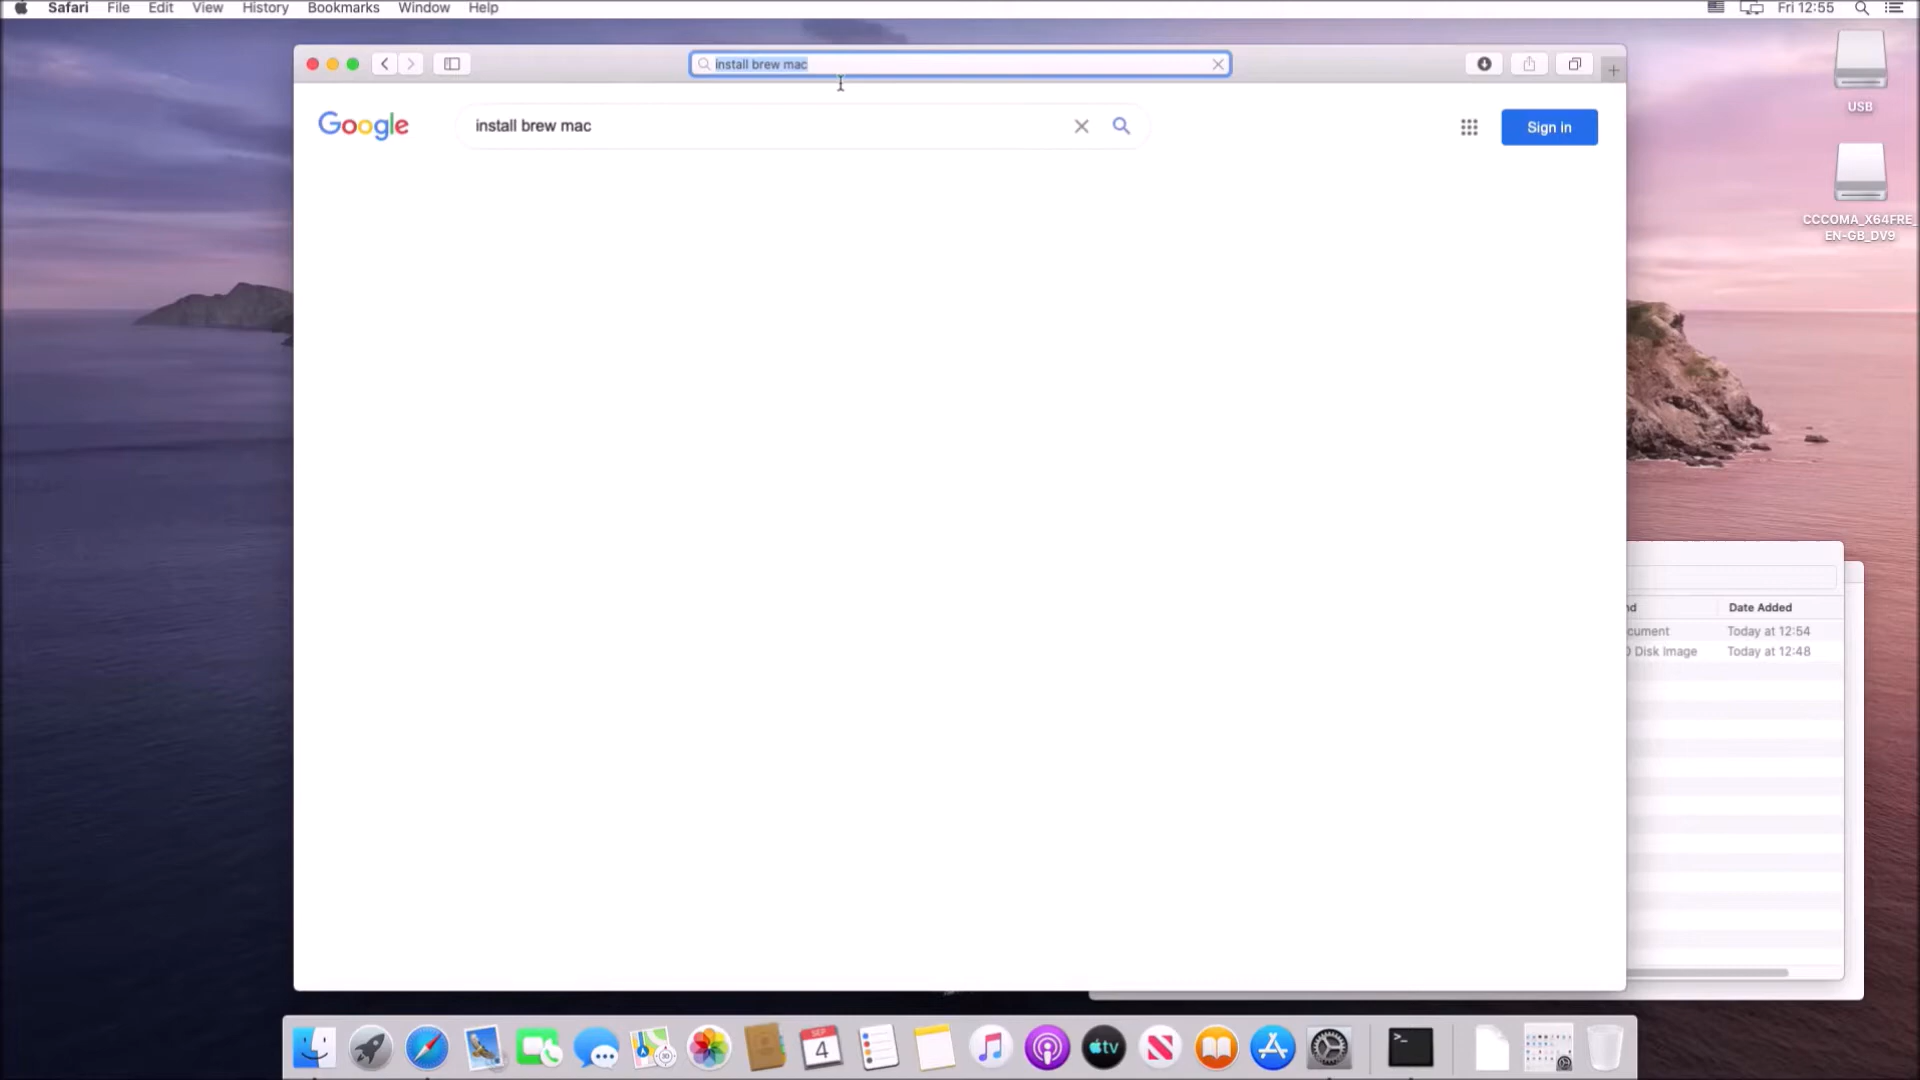 Safari File Edit View History Bookmarks Window Help Fri 12:55
install brew mac
USB
Google install brew mac Sign in
CCCOMA_X64FRE_
EN-GB_DV9
Date Added
cument Today at 12:54
Disk Image Today at 12:48
SEP
4
tv
>_